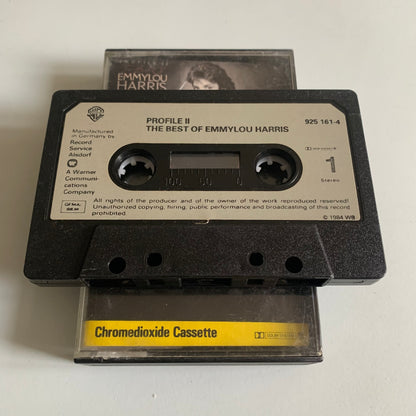 EMMYLOU
HARRIS
PROFILE II
THE BEST OF EMMYLOU HARRIS
925 161-4
Manufactured
in Germany by
Record
Service
Alsdorf
A Warner
Communi-
cations
Company
1
Stereo
100 50
All rights of the producer and of the owner of the work reproduced reserved!
Unauthorized copying, hiring, public performance and broadcasting of this record
prohibited.
© 1984 WB
Chromedioxide Cassette